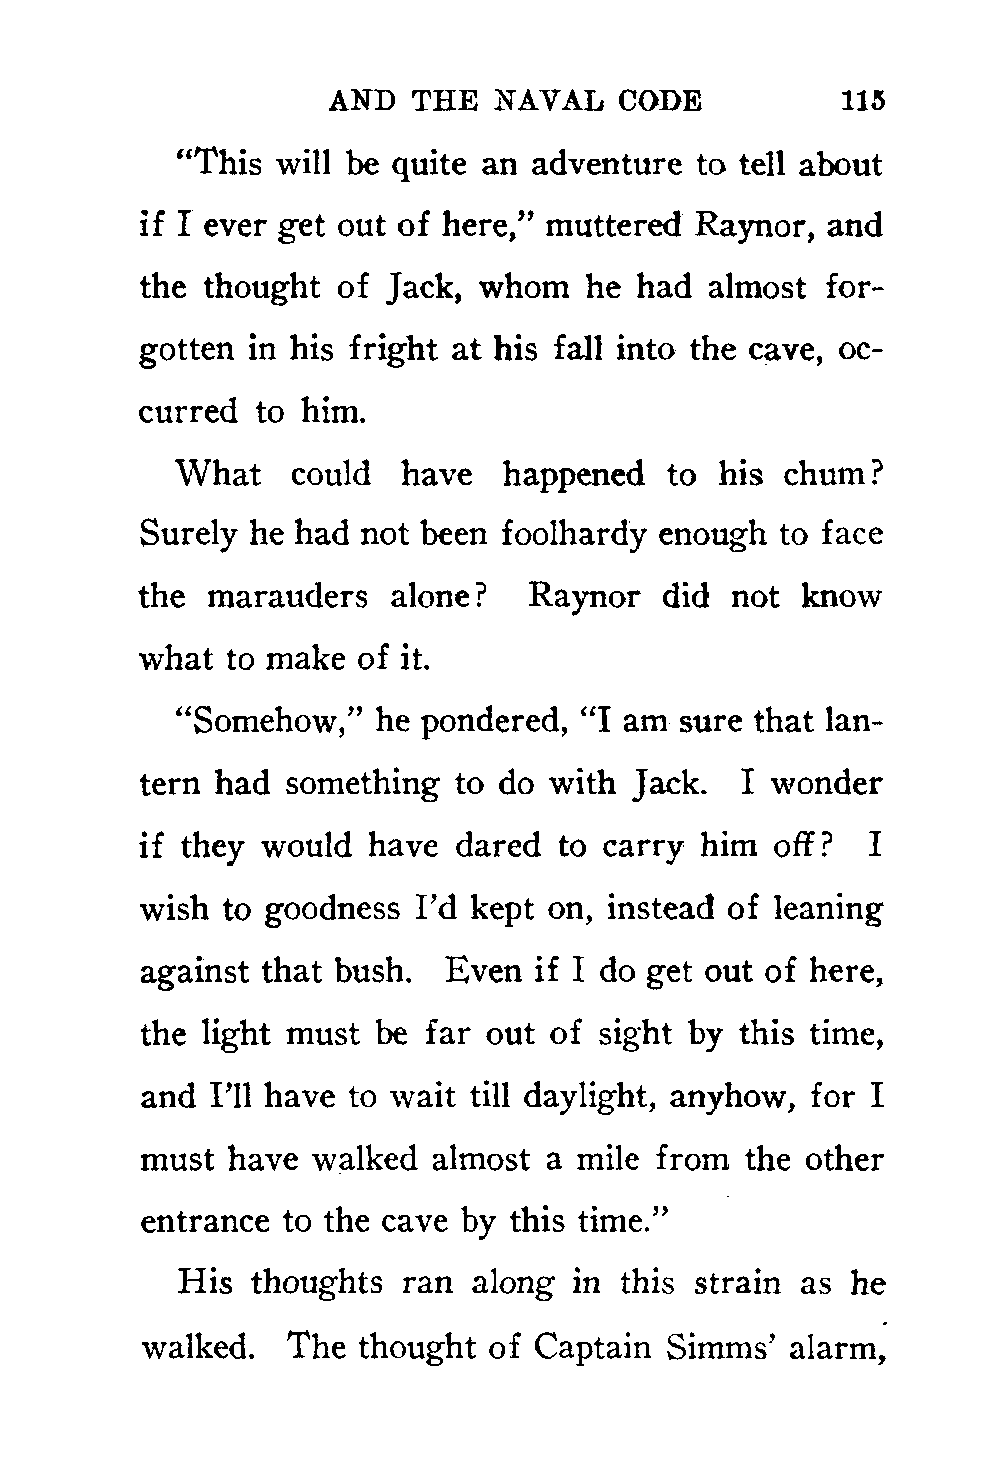 AND THE NAVAL CODE 115
“This will be quite an adventure to tell about
if I ever get out of here,” muttered Raynor, and
the thought of Jack, whom he had almost for-
gotten in his fright at his fall into the cave, oc-
curred to him.
What could have happened to his chum?
Surely he had not been foolhardy enough to face
the marauders alone? Raynor did not know
what to make of it.
“Somehow,” he pondered, “I am sure that lan-
tern had something to do with Jack. I wonder
if they would have dared to carry him off? I
wish to goodness I’d kept on, instead of leaning
against that bush. Even if I do get out of here,
the light must be far out of sight by this time,
and I’ll have to wait till daylight, anyhow, for I
must have walked almost a mile from the other
entrance to the cave by this time.”
His thoughts ran along in this strain as he
walked. The thought of Captain Simms’ alarm,